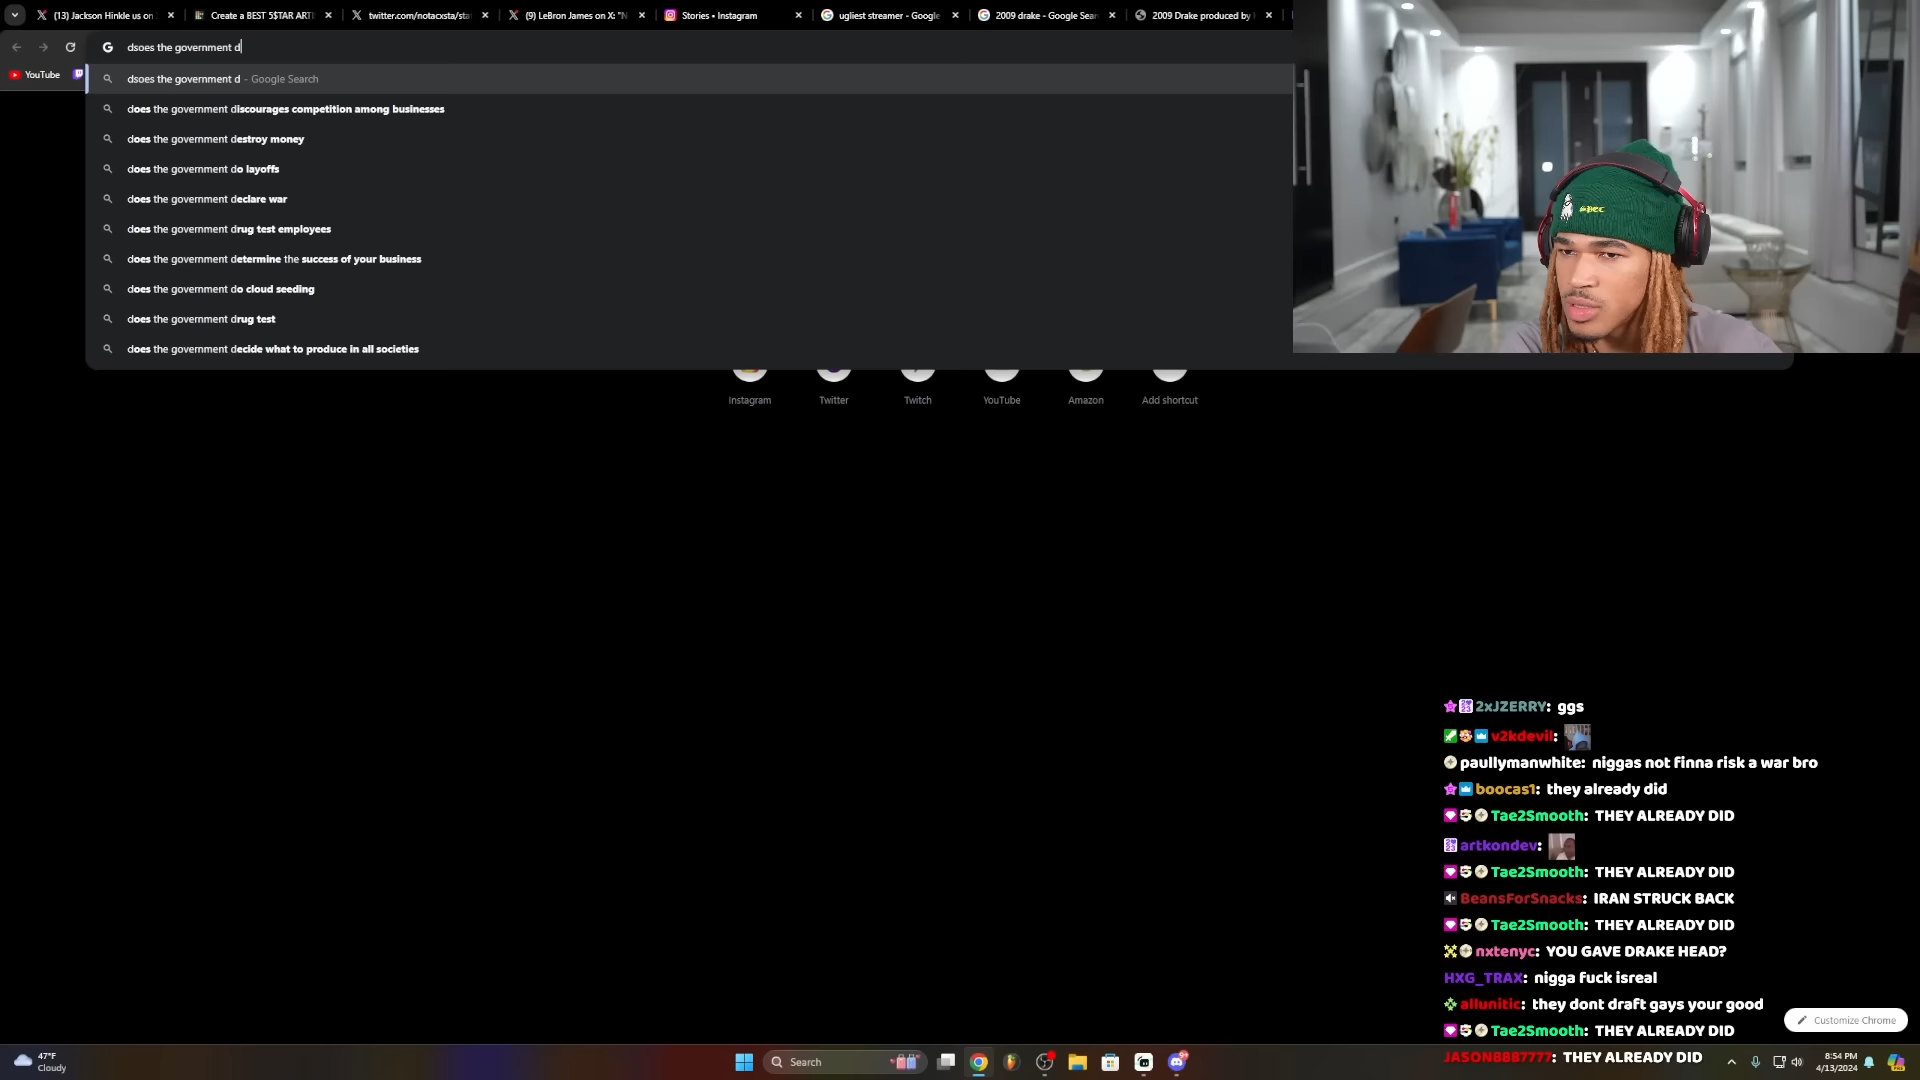 (13) Jackson Hinkle us on
Create a BEST 5$TAR ARTI
twitter.com/notacxsta/sta
(9) LeBron James on X: "N
Stories • Instagram
ugliest streamer - Google
2009 drake - Google Sear
2009 Drake produced by
dsoes the government d
YouTube
dsoes the government d - Google Search
does the government discourages competition among businesses
does the government destroy money
does the government do layoffs
does the government declare war
does the government drug test employees
does the government determine the success of your business
does the government do cloud seeding
does the government drug test
does the government decide what to produce in all societies
Instagram
Twitter
Twitch
YouTube
Amazon
Add shortcut
2xJZERRY: ggs
v2kdevil:
paullymanwhite: niggas not finna risk a war bro
boocas1: they already did
Tae2Smooth: THEY ALREADY DID
artkondev:
Tae2Smooth: THEY ALREADY DID
BeansForSnacks: IRAN STRUCK BACK
Tae2Smooth: THEY ALREADY DID
nxtenyc: YOU GAVE DRAKE HEAD?
HXG_TRAX: nigga fuck isreal
allunitic: they dont draft gays your good
Tae2Smooth: THEY ALREADY DID
JASON8887777: THEY ALREADY DID
Customize Chrome
47°F
Cloudy
Search
8:54 PM
4/13/2024